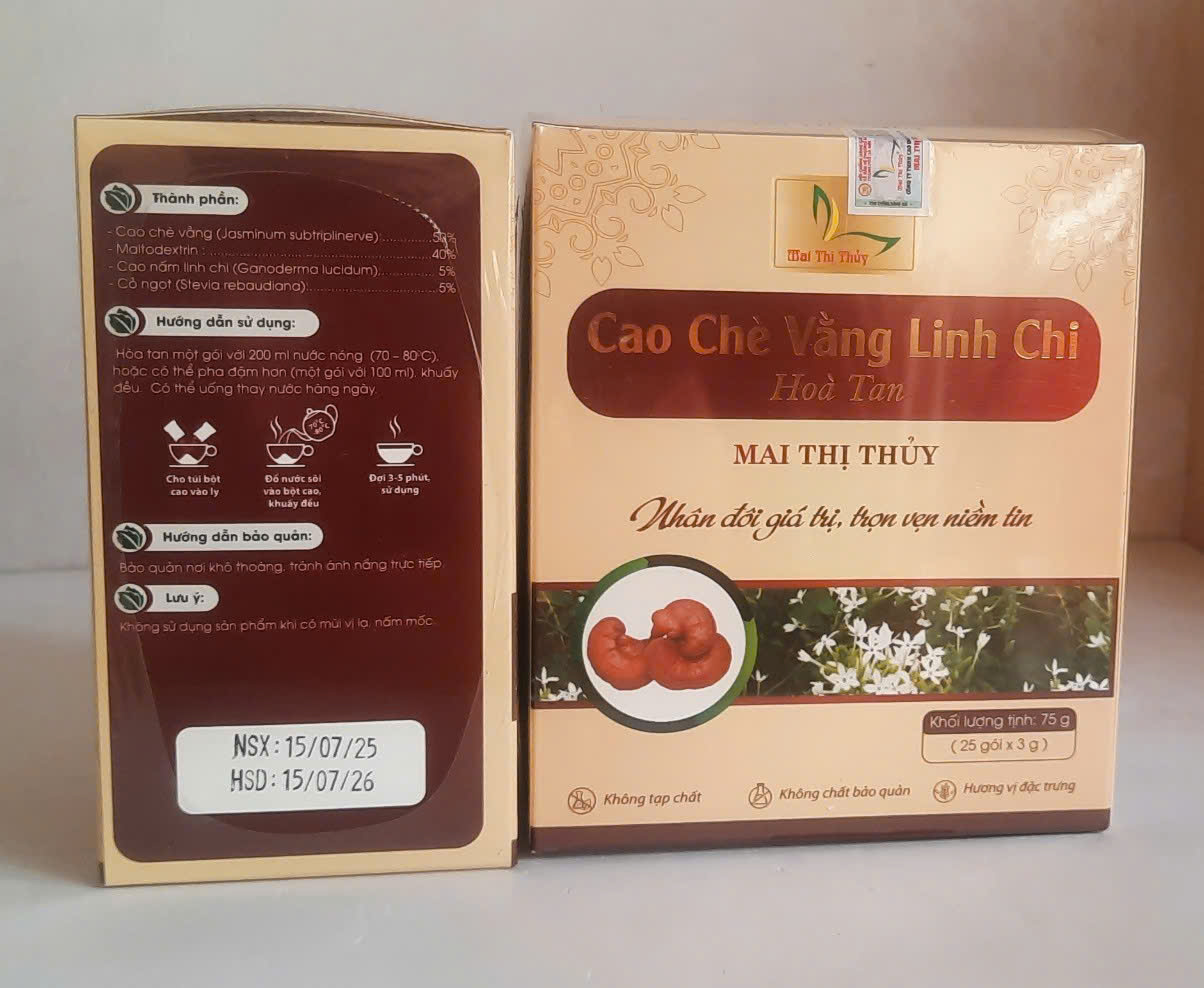 Thành phần:
- Cao chè vằng (Jasminum subtriplinerve):............50%
- Maltodextrin :............40%
- Cao nấm linh chi (Ganoderma lucidum)............5%
- Cỏ ngọt (Stevia rebaudiana):............5%
Hướng dẫn sử dụng:
Hòa tan một gói với 200 ml nước nóng (70 – 80°C),
hoặc có thể pha đậm hơn (một gói với 100 ml), khuấy
đều. Có thể uống thay nước hàng ngày.
70°C
80°C
Cho túi bột
cao vào ly
Đổ nước sôi
vào bột cao,
khuấy đều
Đợi 3-5 phút,
sử dụng
Hướng dẫn bảo quản:
Bảo quản nơi khô thoáng, tránh ánh nắng trực tiếp.
Lưu ý:
Không sử dụng sản phẩm khi có mùi vị lạ, nấm mốc.
NSX: 15/07/25
HSD: 15/07/26
Mai Thị Thủy
Cao Chè Vằng Linh Chi
Hoà Tan
MAI THỊ THỦY
Nhân đôi giá trị, trọn vẹn niềm tin
Khối lượng tịnh: 75 g
( 25 gói x 3 g )
Không tạp chất
Không chất bảo quản
Hương vị đặc trưng